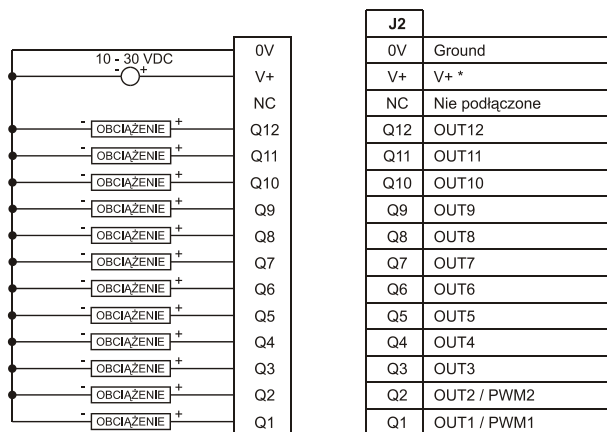 10 - 30 VDC
- +
0V
V+
NC
- OBCIĄŻENIE + Q12
- OBCIĄŻENIE + Q11
- OBCIĄŻENIE + Q10
- OBCIĄŻENIE + Q9
- OBCIĄŻENIE + Q8
- OBCIĄŻENIE + Q7
- OBCIĄŻENIE + Q6
- OBCIĄŻENIE + Q5
- OBCIĄŻENIE + Q4
- OBCIĄŻENIE + Q3
- OBCIĄŻENIE + Q2
- OBCIĄŻENIE + Q1
J2
0V Ground
V+ V+ *
NC Nie podłączone
Q12 OUT12
Q11 OUT11
Q10 OUT10
Q9 OUT9
Q8 OUT8
Q7 OUT7
Q6 OUT6
Q5 OUT5
Q4 OUT4
Q3 OUT3
Q2 OUT2 / PWM2
Q1 OUT1 / PWM1